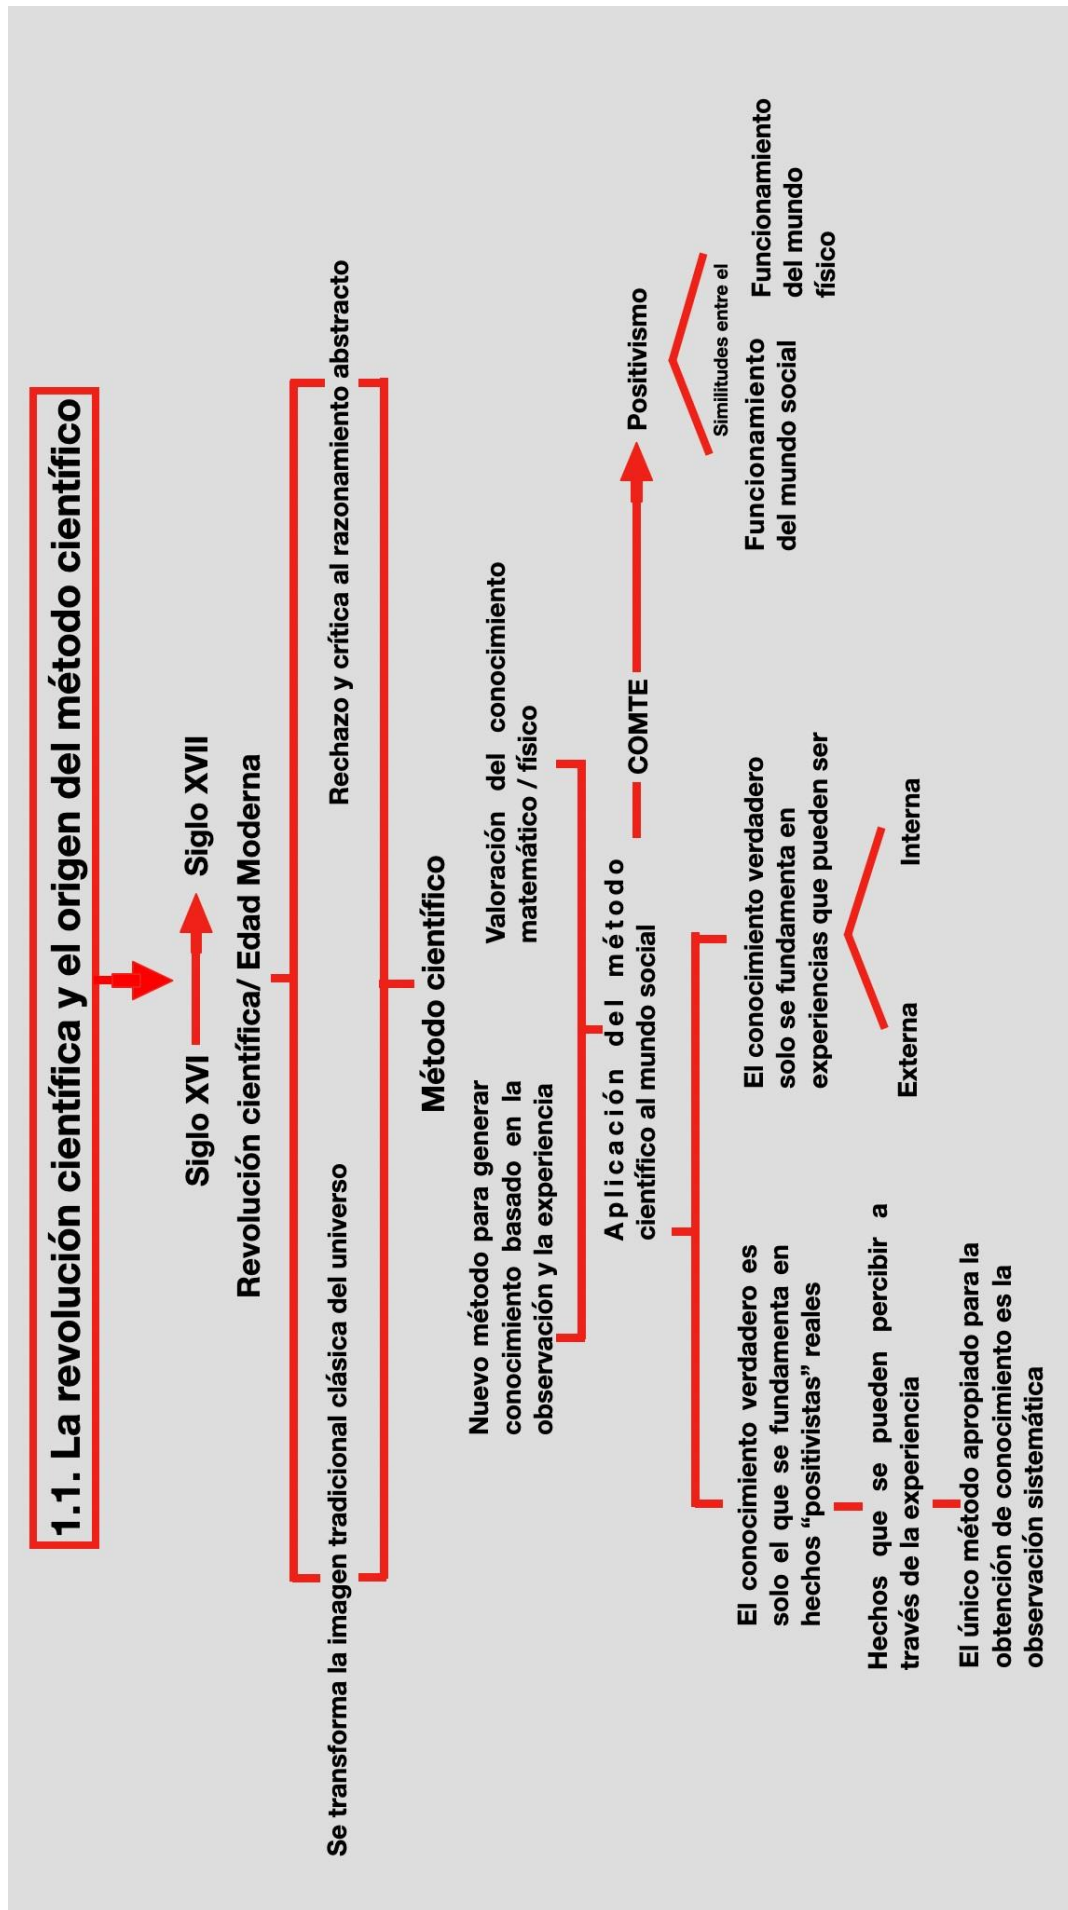 1.1. La revolución científica y el origen del método científico
Siglo XVI
Siglo XVII
Revolución científica/ Edad Moderna
Se transforma la imagen tradicional clásica del universo
Rechazo y crítica al razonamiento abstracto
Método científico
Nuevo método para generar
conocimiento basado en la
observación y la experiencia
Valoración del conocimiento
matemático / físico
Aplicación del método
científico al mundo social
COMTE
Positivismo
Similitudes entre el
Funcionamiento
del mundo social
Funcionamiento
del mundo
físico
El conocimiento verdadero es
solo el que se fundamenta en
hechos “positivistas” reales
Hechos que se pueden percibir a
través de la experiencia
El único método apropiado para la
obtención de conocimiento es la
observación sistemática
El conocimiento verdadero
solo se fundamenta en
experiencias que pueden ser
Externa
Interna